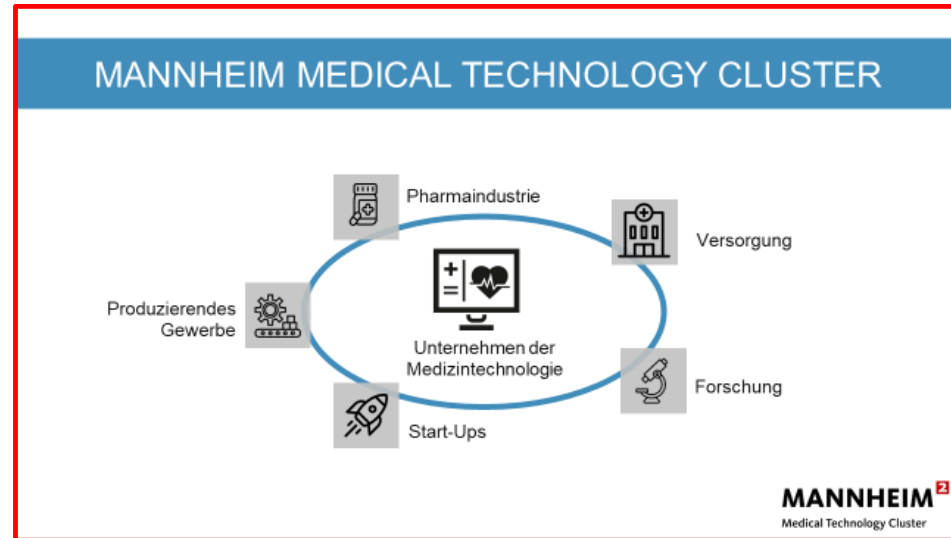 MANNHEIM MEDICAL TECHNOLOGY CLUSTER
Pharmaindustrie
Versorgung
Produzierendes
Gewerbe
Unternehmen der
Medizintechnologie
Forschung
Start-Ups
MANNHEIM²
Medical Technology Cluster